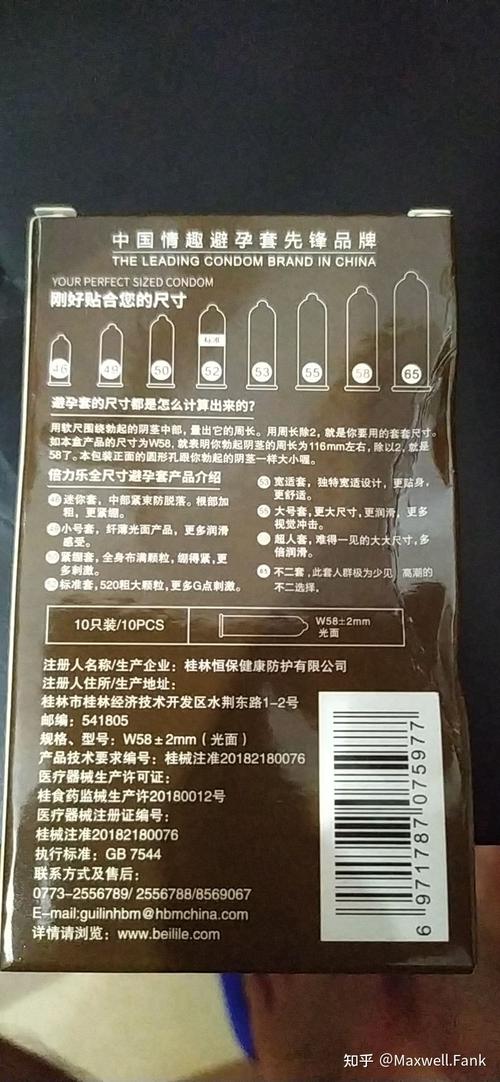 中国情趣避孕套先锋品牌
THE LEADING CONDOM BRAND IN CHINA
YOUR PERFECT SIZED CONDOM
刚好贴合您的尺寸
46 49 50 标准 52 53 55 58 65
避孕套的尺寸都是怎么计算出来的?
用软尺围绕勃起的阴茎中部,量出它的周长。用周长除2,就是你要用的套套尺寸。
如本盒产品的尺寸为W58,就表明你勃起阴茎的周长为116mm左右,除以2,就是
58了。本包装正面的圆形孔跟你勃起的阴茎一样大小喔。
倍力乐全尺寸避孕套产品介绍
迷你套,中部紧束防脱落。根部加
粗,更紧绷。
小号套,纤薄光面产品,更多润滑
感受。
紧绷套,全身布满颗粒,绷得紧,更
多刺激。
标准套,520粗大颗粒,更多G点刺激。
53 宽适套,独特宽适设计,更贴身,
更舒适。
55 大号套,更大尺寸,更润滑,更多
视觉冲击。
超人套,难得一见的大大尺寸,多
倍润滑。
65 不二套,此套人群极为少见 高潮的
不二选择。
10只装/10PCS
W58±2mm
光面
注册人名称/生产企业:桂林恒保健康防护有限公司
注册人住所/生产地址:
桂林市桂林经济技术开发区水荆东路1-2号
邮编:541805
规格、型号:W58±2mm(光面)
产品技术要求编号:桂械注准20182180076
医疗器械生产许可证:
桂食药监械生产许20180012号
医疗器械注册证编号:
桂械注准20182180076
执行标准:GB 7544
联系方式及售后:
0773-2556789/ 2556788/8569067
E-mail:guilinhbm@hbmchina.com
详情请浏览:www.beilile.com
6 971787 075977
知乎 @Maxwell.Fank